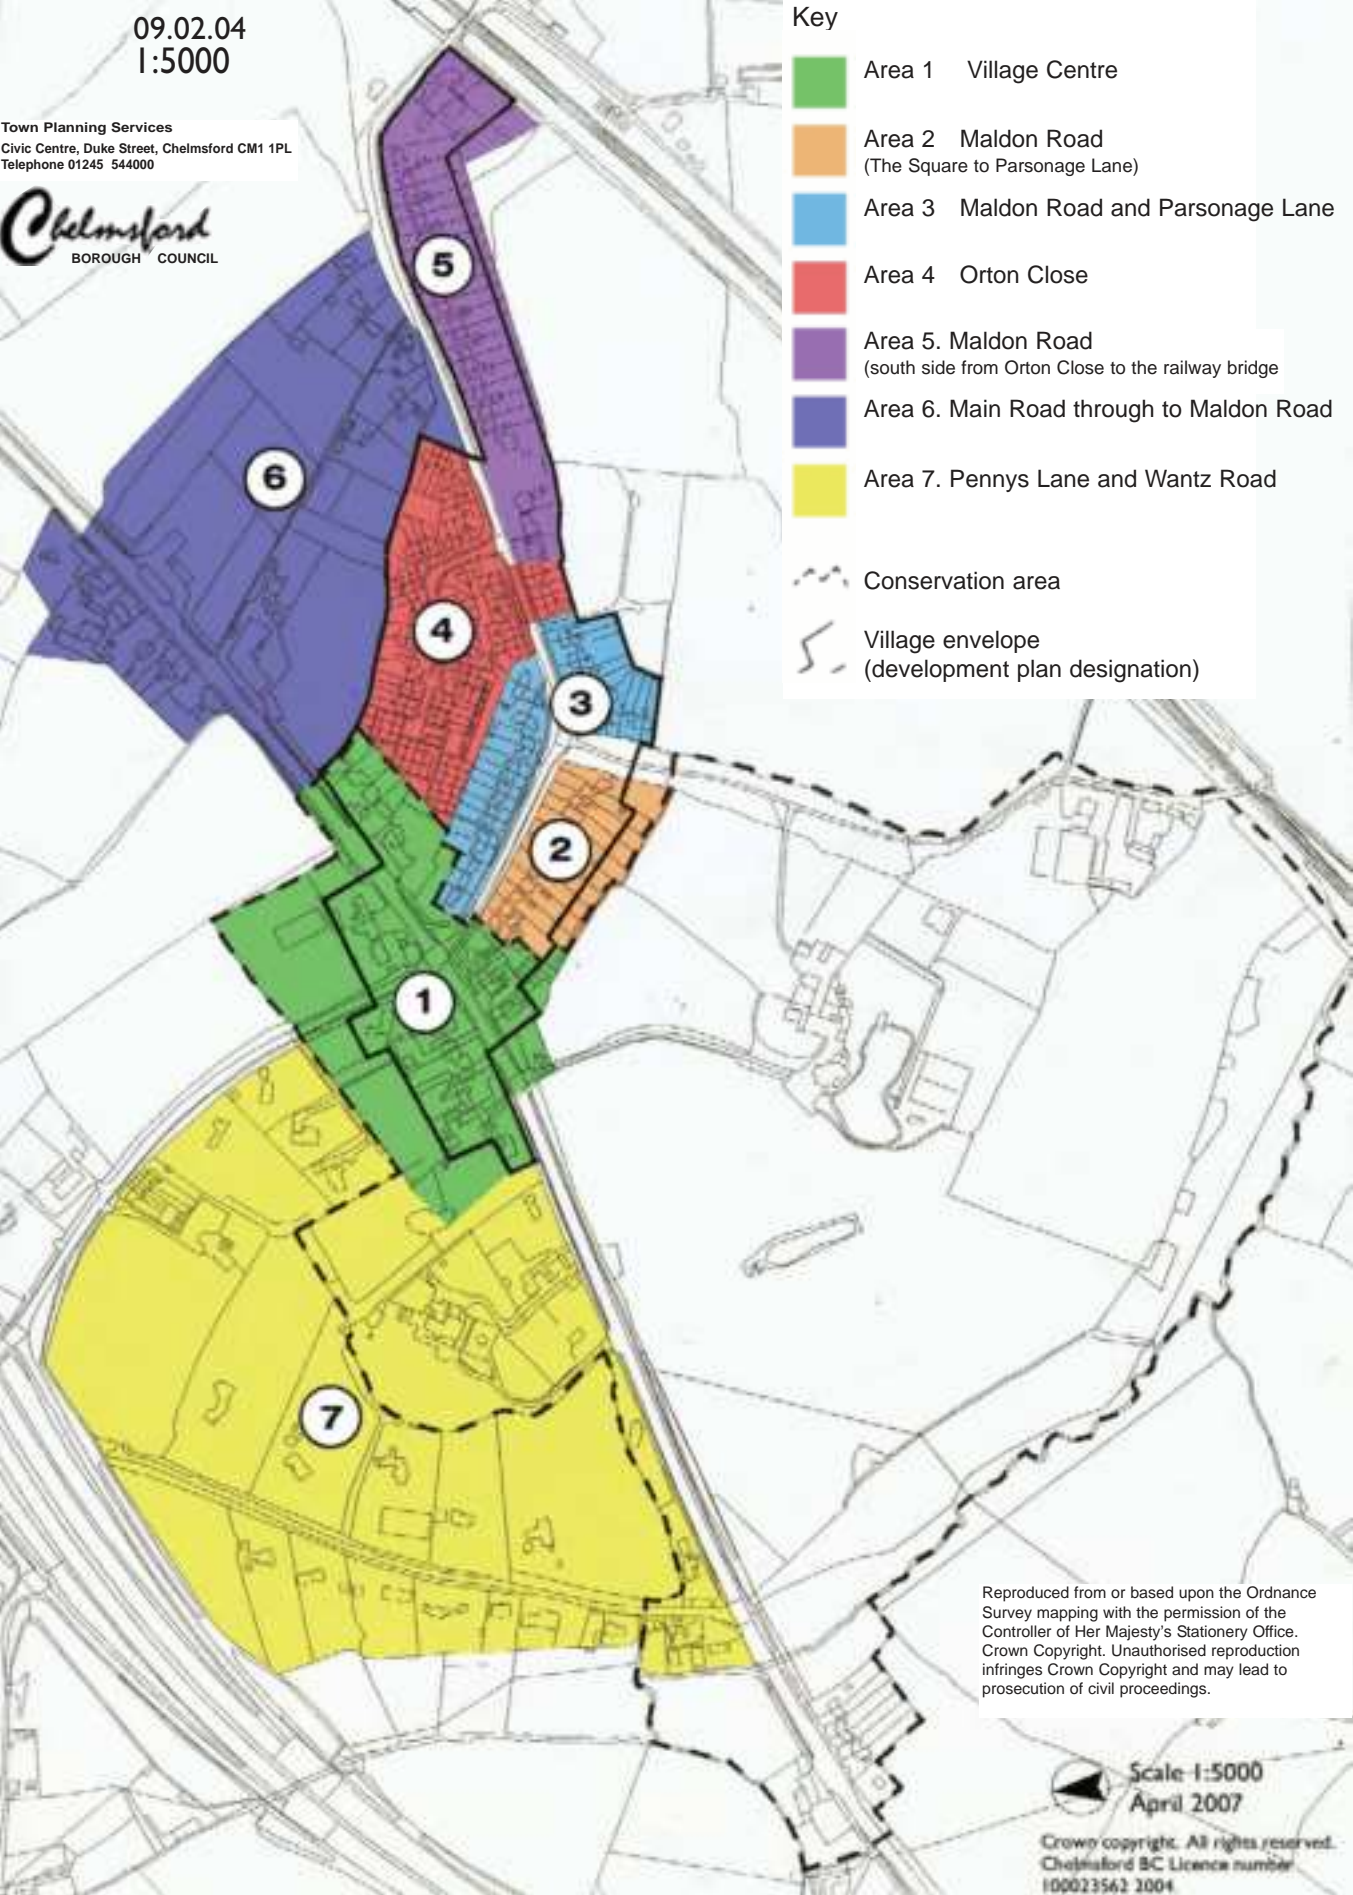 09.02.04
1:5000
Town Planning Services
Civic Centre, Duke Street, Chelmsford CM1 1PL
Telephone 01245 544000
Chelmsford
BOROUGH COUNCIL
Key
Area 1 Village Centre
Area 2 Maldon Road
(The Square to Parsonage Lane)
Area 3 Maldon Road and Parsonage Lane
Area 4 Orton Close
Area 5. Maldon Road
(south side from Orton Close to the railway bridge
Area 6. Main Road through to Maldon Road
Area 7. Pennys Lane and Wantz Road
Conservation area
Village envelope
(development plan designation)
5
6
4
3
2
1
7
Reproduced from or based upon the Ordnance
Survey mapping with the permission of the
Controller of Her Majesty's Stationery Office.
Crown Copyright. Unauthorised reproduction
infringes Crown Copyright and may lead to
prosecution of civil proceedings.
Scale 1:5000
April 2007
Crown copyright. All rights reserved.
Chelmsford BC Licence number
100023562 2004